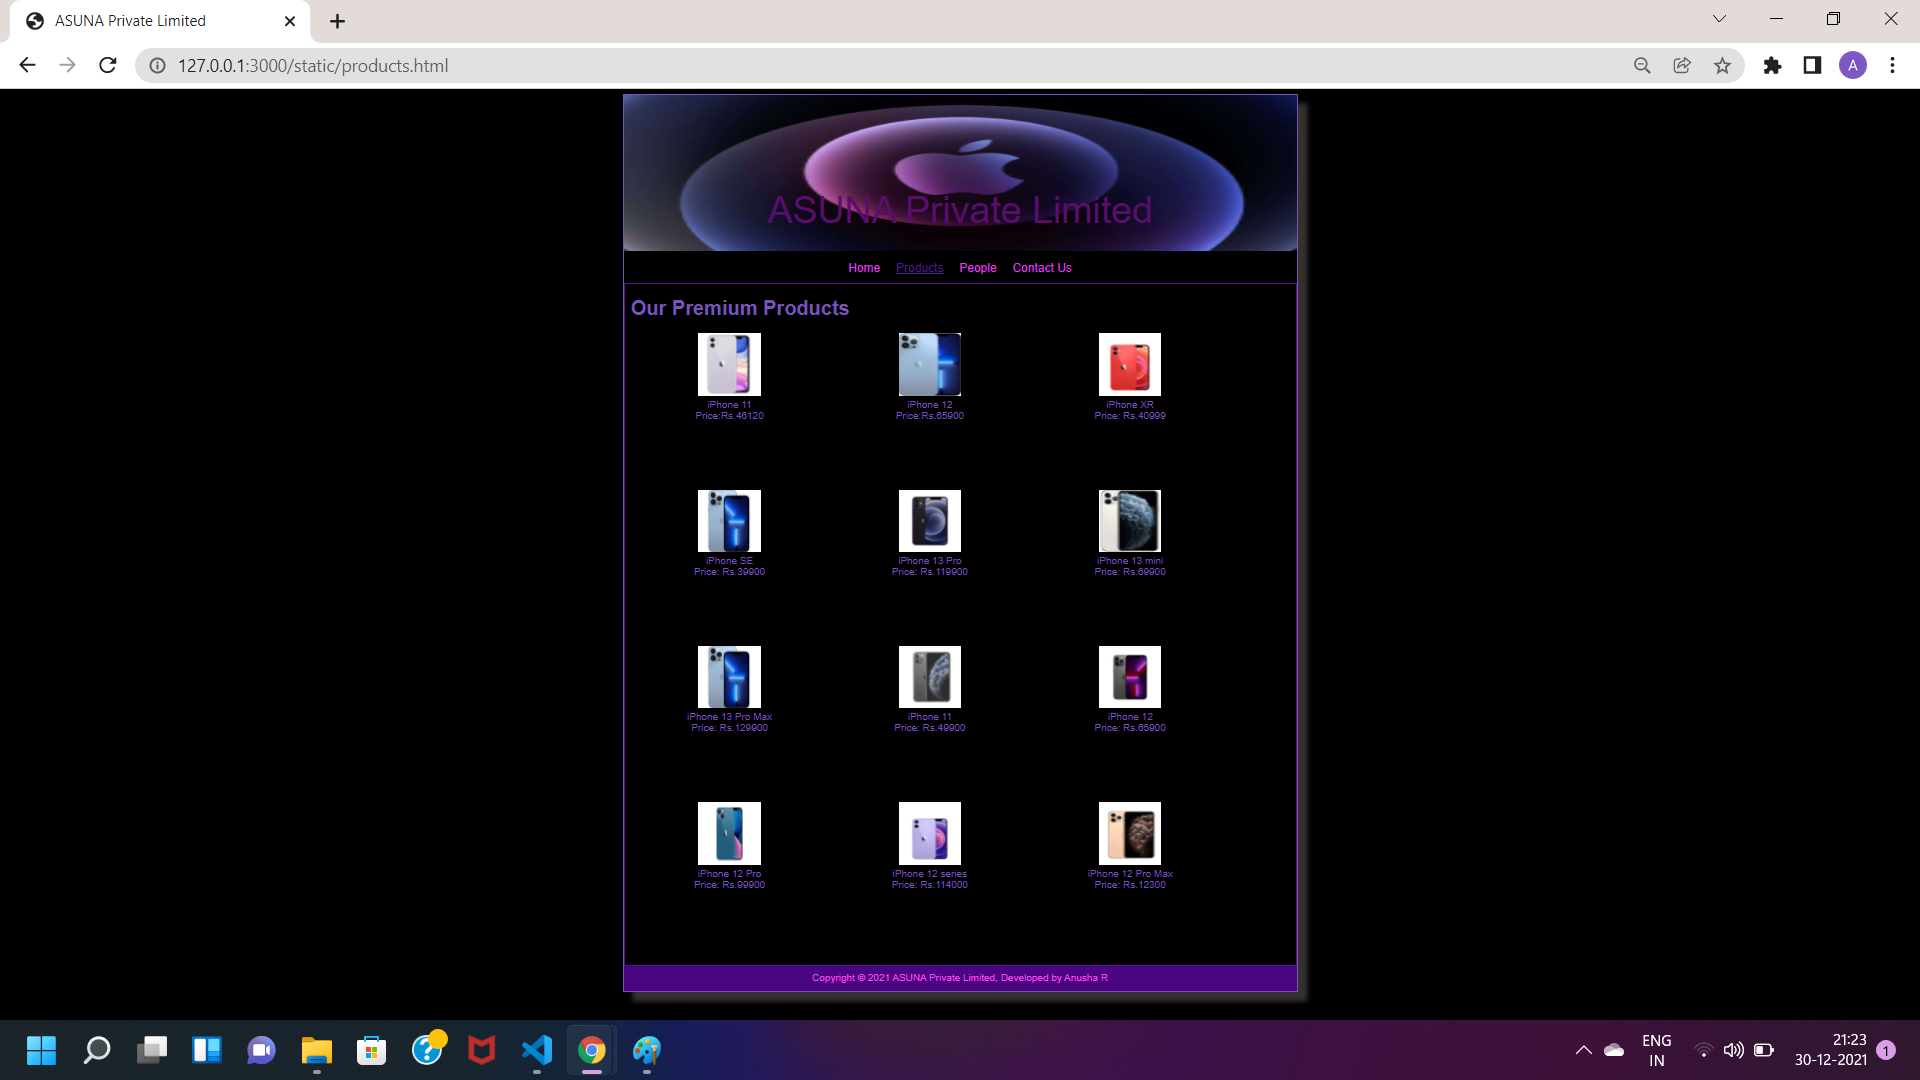 ASUNA Private Limited
127.0.0.1:3000/static/products.html
A
ASUNA Private Limited
Home Products People Contact Us
Our Premium Products
iPhone 11
Price:Rs.46120
iPhone 12
Price:Rs.65900
iPhone XR
Price: Rs.40999
iPhone SE
Price: Rs.39900
iPhone 13 Pro
Price: Rs.119900
iPhone 13 mini
Price: Rs.69900
iPhone 13 Pro Max
Price: Rs.129900
iPhone 11
Price: Rs.49900
iPhone 12
Price: Rs.65900
iPhone 12 Pro
Price: Rs.99900
iPhone 12 series
Price: Rs.114000
iPhone 12 Pro Max
Price: Rs.12300
Copyright © 2021 ASUNA Private Limited, Developed by Anusha R
ENG
IN
21:23
30-12-2021
1